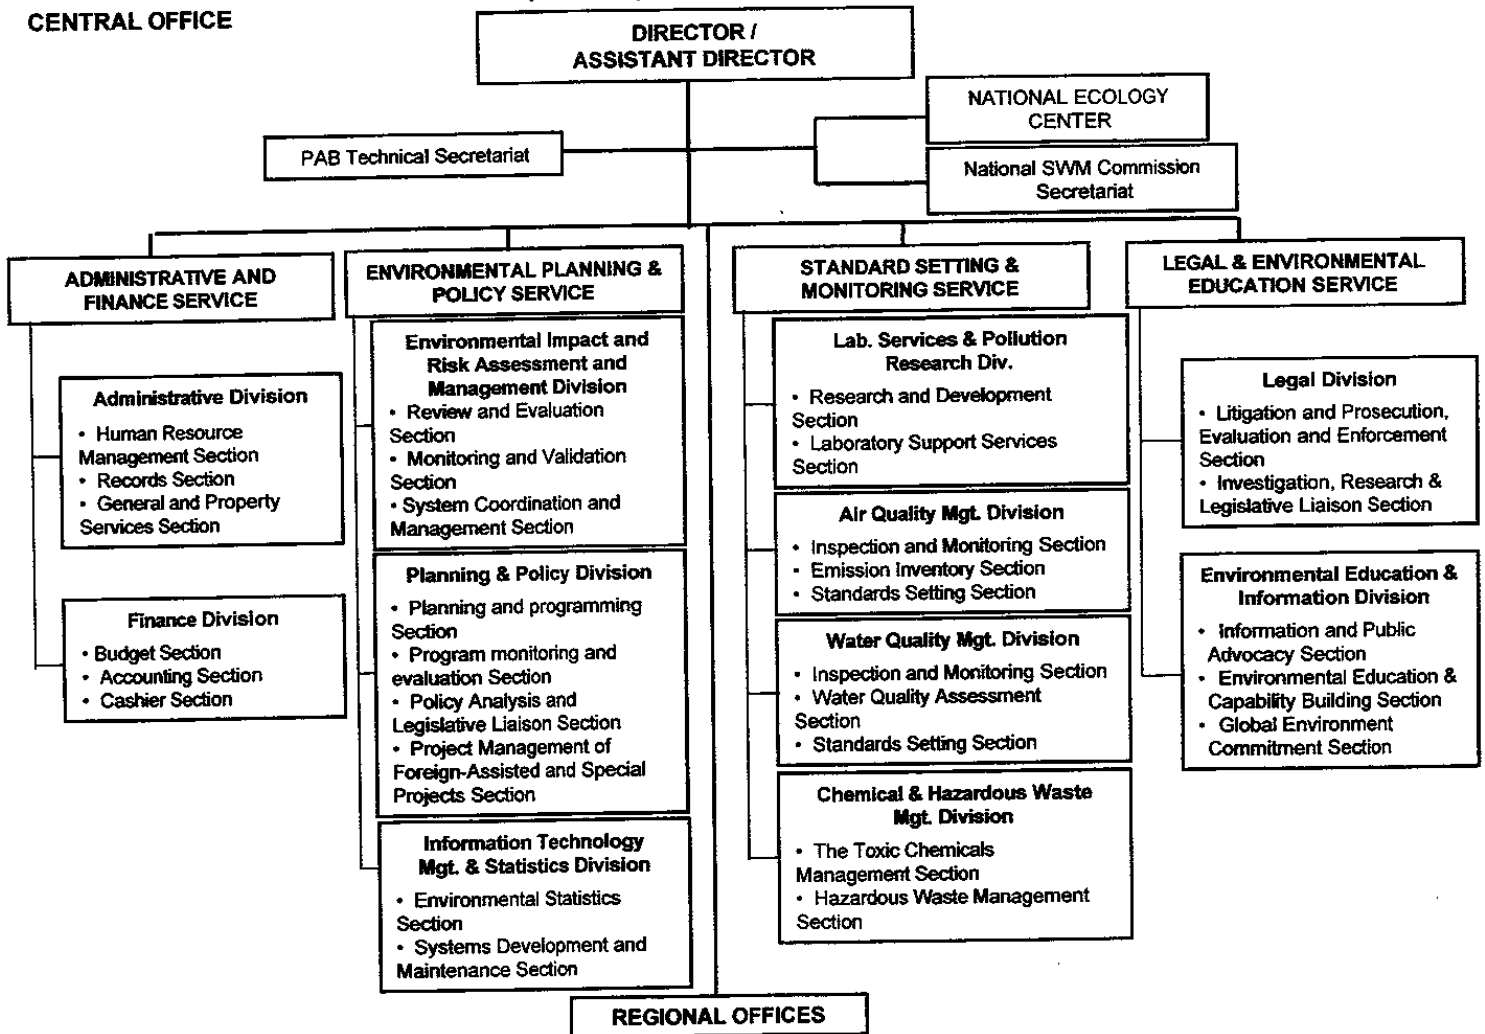 CENTRAL OFFICE
DIRECTOR /
ASSISTANT DIRECTOR
NATIONAL ECOLOGY
CENTER
PAB Technical Secretariat
National SWM Commission
Secretariat
ADMINISTRATIVE AND
FINANCE SERVICE
Administrative Division
• Human Resource
Management Section
• Records Section
• General and Property
Services Section
Finance Division
• Budget Section
• Accounting Section
• Cashier Section
ENVIRONMENTAL PLANNING &
POLICY SERVICE
Environmental Impact and
Risk Assessment and
Management Division
• Review and Evaluation
Section
• Monitoring and Validation
Section
• System Coordination and
Management Section
Planning & Policy Division
• Planning and programming
Section
• Program monitoring and
evaluation Section
• Policy Analysis and
Legislative Liaison Section
• Project Management of
Foreign-Assisted and Special
Projects Section
Information Technology
Mgt. & Statistics Division
• Environmental Statistics
Section
• Systems Development and
Maintenance Section
STANDARD SETTING &
MONITORING SERVICE
Lab. Services & Pollution
Research Div.
• Research and Development
Section
• Laboratory Support Services
Section
Air Quality Mgt. Division
• Inspection and Monitoring Section
• Emission Inventory Section
• Standards Setting Section
Water Quality Mgt. Division
• Inspection and Monitoring Section
• Water Quality Assessment
Section
• Standards Setting Section
Chemical & Hazardous Waste
Mgt. Division
• The Toxic Chemicals
Management Section
• Hazardous Waste Management
Section
LEGAL & ENVIRONMENTAL
EDUCATION SERVICE
Legal Division
• Litigation and Prosecution,
Evaluation and Enforcement
Section
• Investigation, Research &
Legislative Liaison Section
Environmental Education &
Information Division
• Information and Public
Advocacy Section
• Environmental Education &
Capability Building Section
• Global Environment
Commitment Section
REGIONAL OFFICES